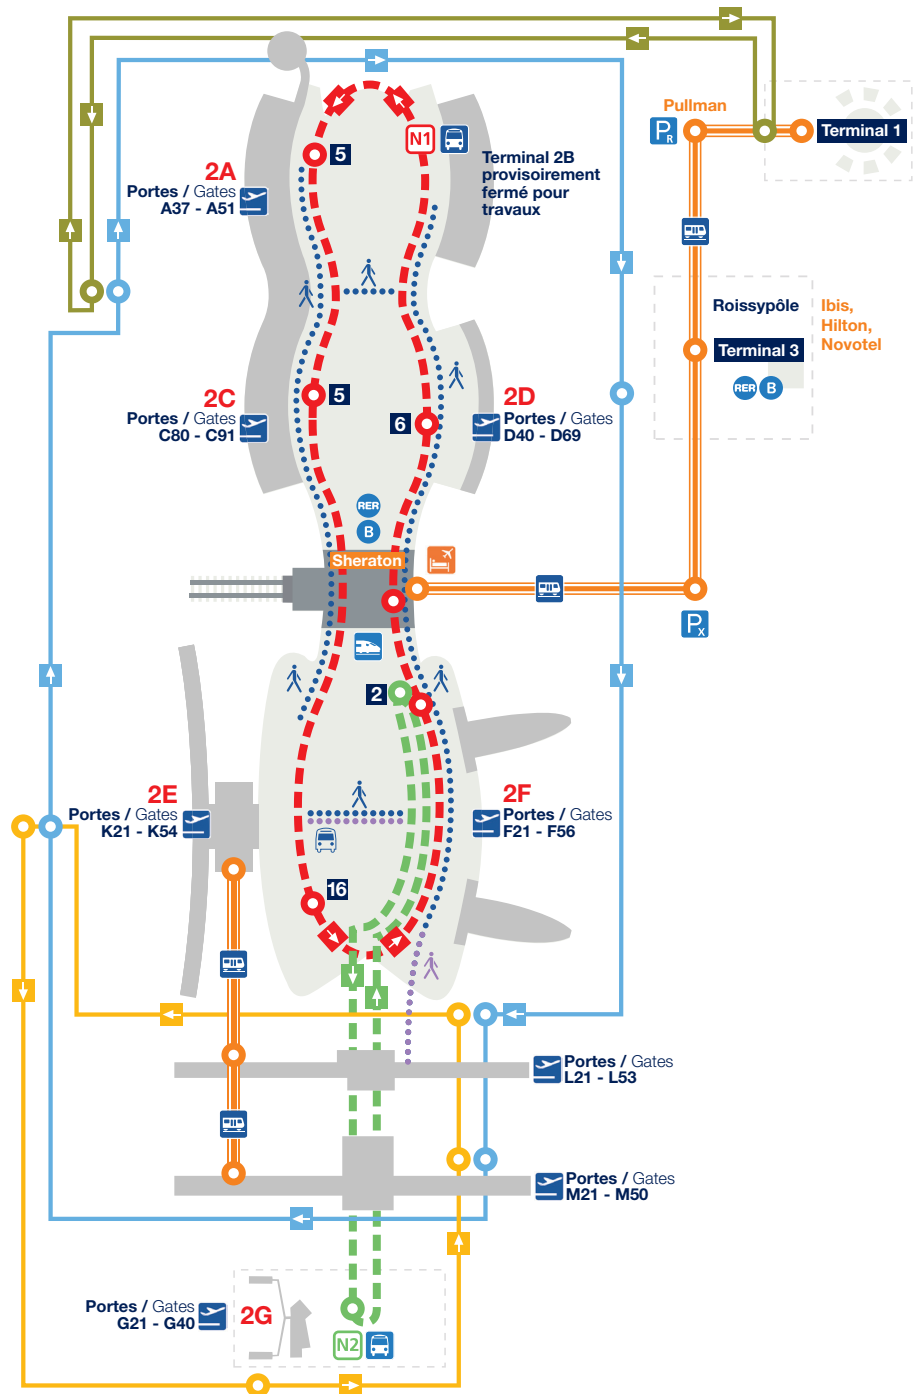 Pullman
P R
Terminal 1
N1
5
2A
Portes / Gates
A37 - A51
Terminal 2B
provisoirement
fermé pour
travaux
Roissypôle
Ibis,
Hilton,
Novotel
Terminal 3
RER B
5
2C
Portes / Gates
C80 - C91
6
2D
Portes / Gates
D40 - D69
RER
B
Sheraton
P X
2
2E
Portes / Gates
K21 - K54
2F
Portes / Gates
F21 - F56
16
Portes / Gates
L21 - L53
Portes / Gates
M21 - M50
Portes / Gates
G21 - G40
2G
N2